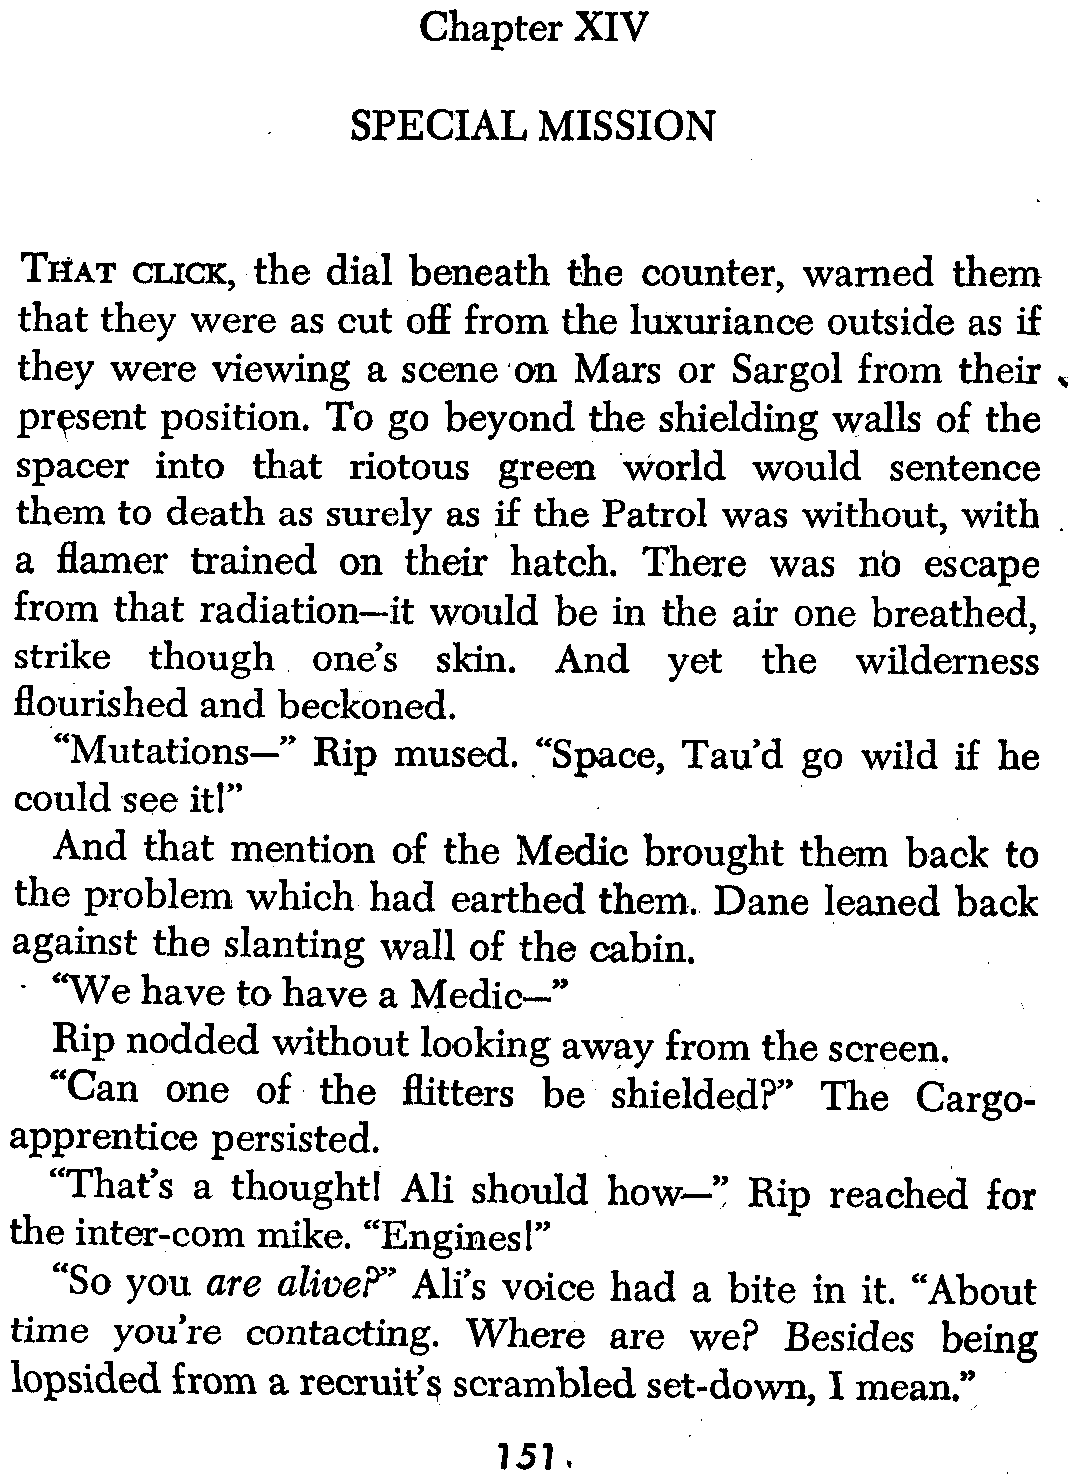 Chapter XIV
SPECIAL MISSION
THAT CLICK, the dial beneath the counter, warned them
that they were as cut off from the luxuriance outside as if
they were viewing a scene on Mars or Sargol from their
present position. To go beyond the shielding walls of the
spacer into that riotous green world would sentence
them to death as surely as if the Patrol was without, with
a flamer trained on their hatch. There was no escape
from that radiation—it would be in the air one breathed,
strike though one's skin. And yet the wilderness
flourished and beckoned.
“Mutations—” Rip mused. “Space, Tau'd go wild if he
could see it!”
And that mention of the Medic brought them back to
the problem which had earthed them. Dane leaned back
against the slanting wall of the cabin.
“We have to have a Medic—”
Rip nodded without looking away from the screen.
“Can one of the flitters be shielded?” The Cargo-
apprentice persisted.
“That's a thought! Ali should how—” Rip reached for
the inter-com mike. “Engines!”
“So you are alive?” Ali's voice had a bite in it. “About
time you're contacting. Where are we? Besides being
lopsided from a recruit's scrambled set-down, I mean.”
151